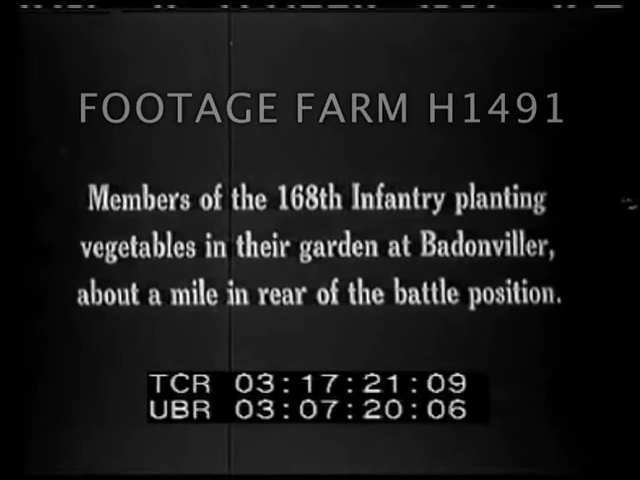 FOOTAGE FARM H1491
Members of the 168th Infantry planting
vegetables in their garden at Badonviller,
about a mile in rear of the battle position.
TCR 03:17:21:09
UBR 03:07:20:06